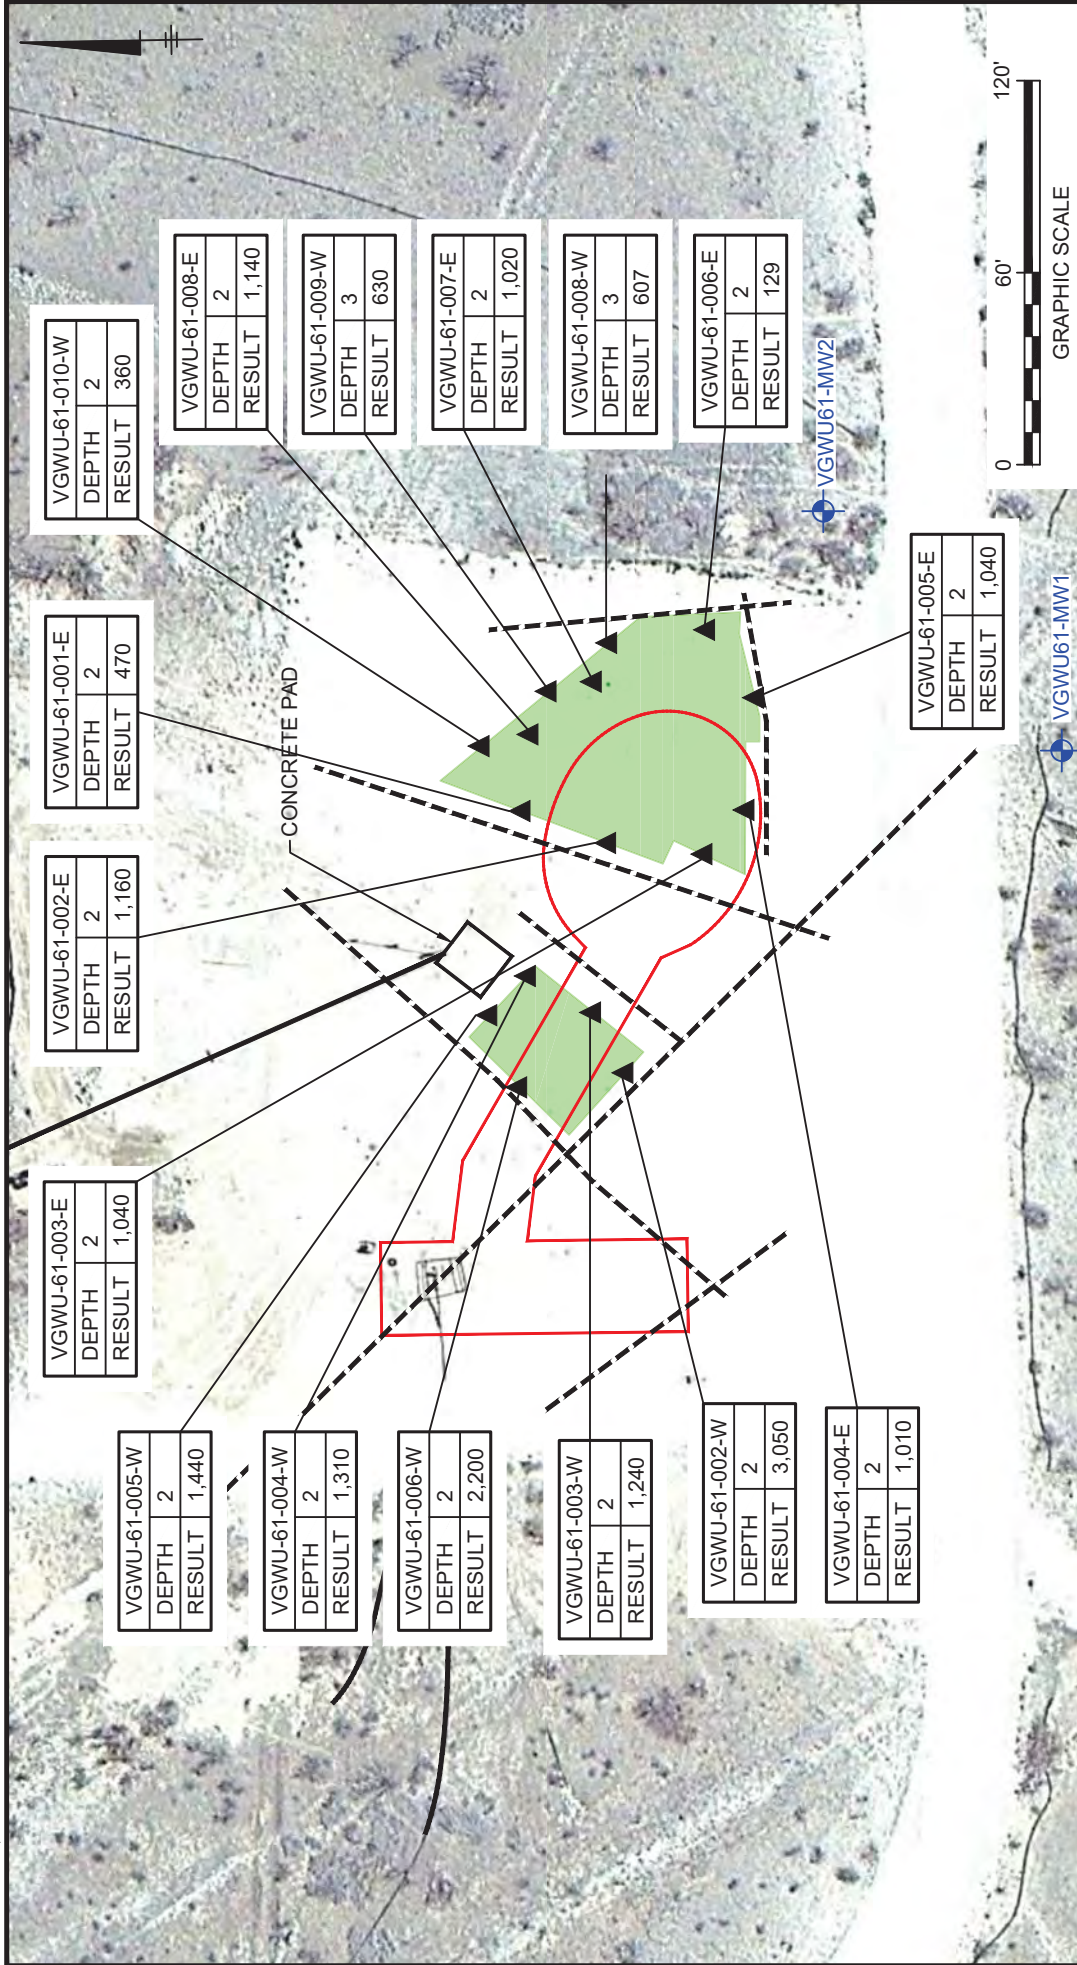 VGWU-61-005-W
DEPTH 2
RESULT 1,440
VGWU-61-004-W
DEPTH 2
RESULT 1,310
VGWU-61-006-W
DEPTH 2
RESULT 2,200
VGWU-61-003-W
DEPTH 2
RESULT 1,240
VGWU-61-002-W
DEPTH 2
RESULT 3,050
VGWU-61-004-E
DEPTH 2
RESULT 1,010
VGWU-61-003-E
DEPTH 2
RESULT 1,040
VGWU-61-002-E
DEPTH 2
RESULT 1,160
VGWU-61-001-E
DEPTH 2
RESULT 470
VGWU-61-010-W
DEPTH 2
RESULT 360
CONCRETE PAD
VGWU-61-008-E
DEPTH 2
RESULT 1,140
VGWU-61-009-W
DEPTH 3
RESULT 630
VGWU-61-007-E
DEPTH 2
RESULT 1,020
VGWU-61-008-W
DEPTH 3
RESULT 607
VGWU-61-006-E
DEPTH 2
RESULT 129
VGWU61-MW2
VGWU-61-005-E
DEPTH 2
RESULT 1,040
VGWU61-MW1
0 60' 120'
GRAPHIC SCALE